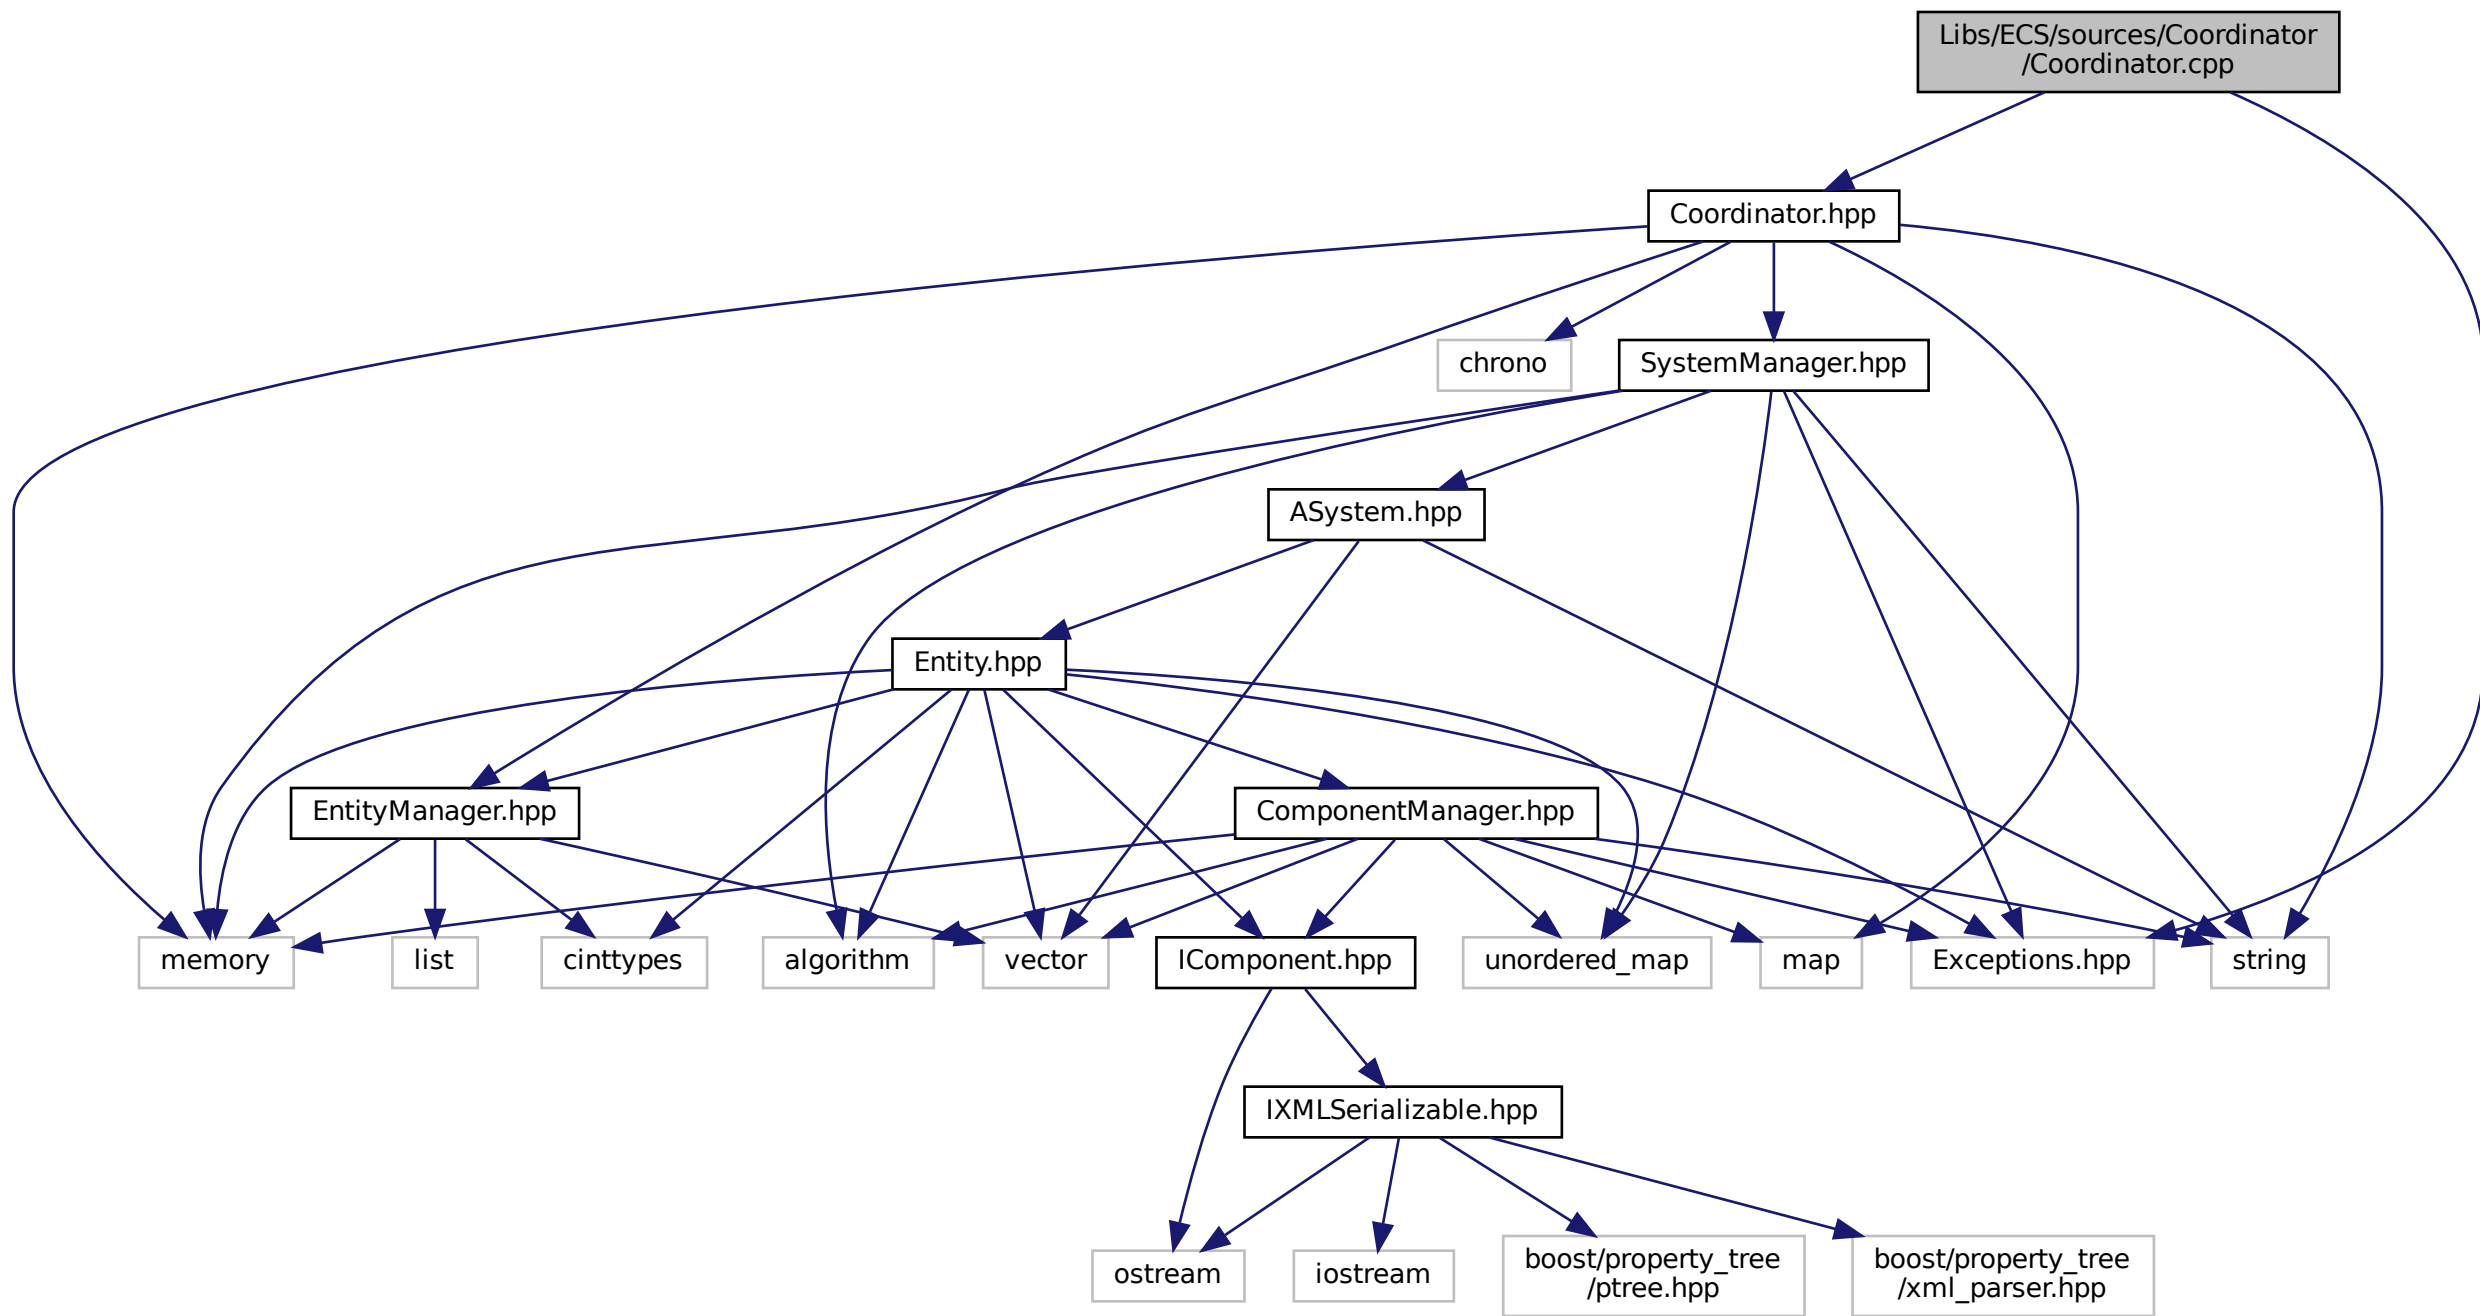 Libs/ECS/sources/Coordinator
/Coordinator.cpp
Coordinator.hpp
chrono
SystemManager.hpp
ASystem.hpp
Entity.hpp
EntityManager.hpp
ComponentManager.hpp
memory
list
cinttypes
algorithm
vector
IComponent.hpp
unordered_map
map
Exceptions.hpp
string
IXMLSerializable.hpp
ostream
iostream
boost/property_tree
/ptree.hpp
boost/property_tree
/xml_parser.hpp